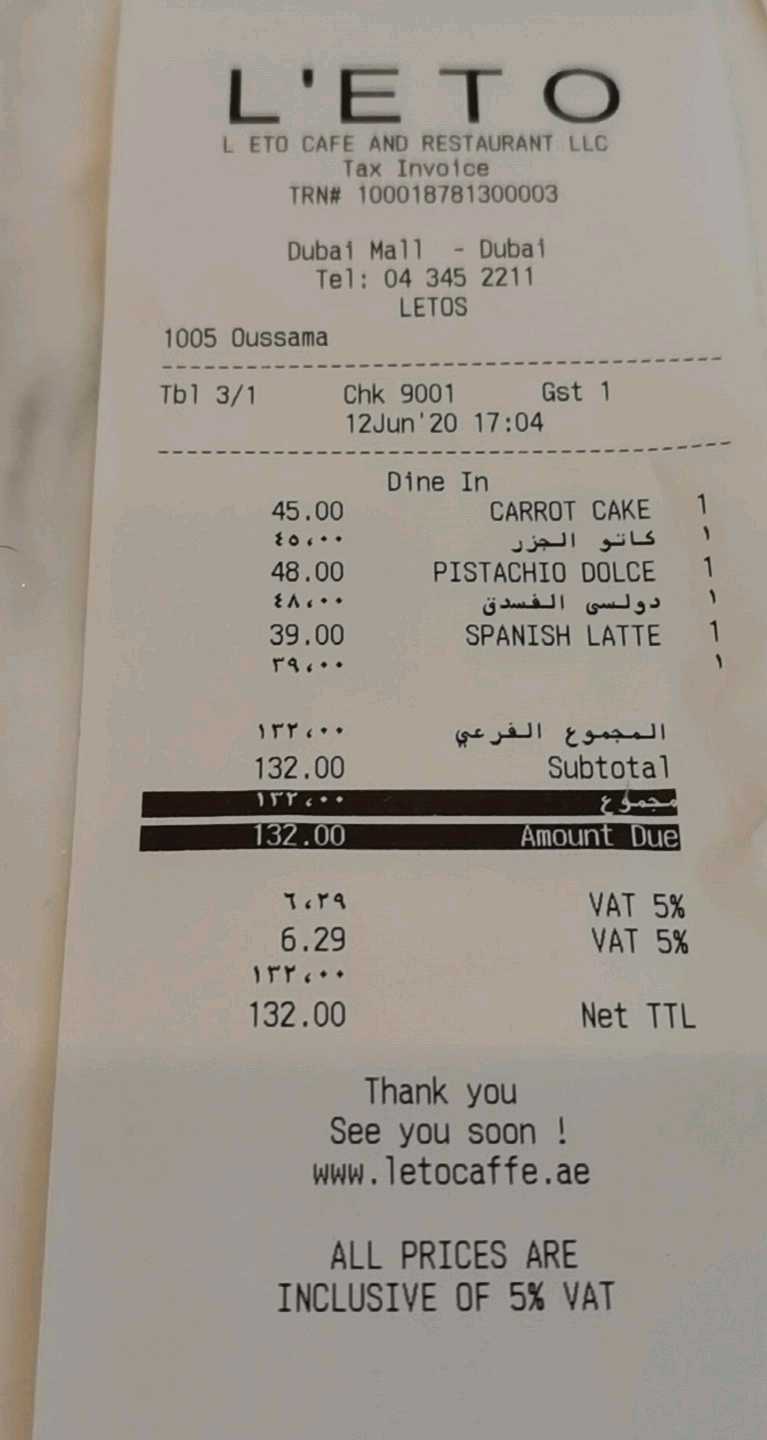 L'ETO
L ETO CAFE AND RESTAURANT LLC
Tax Invoice
TRN# 100018781300003
Dubai Mall - Dubai
Tel: 04 345 2211
LETOS
1005 Oussama
Tbl 3/1 Chk 9001 Gst 1
12Jun'20 17:04
Dine In
45.00 CARROT CAKE 1
٤٥،٠٠ كاتو الجزر ١
48.00 PISTACHIO DOLCE 1
٤٨،٠٠ دولسي الفسدق ١
39.00 SPANISH LATTE 1
٣٩،٠٠ ١
١٣٢،٠٠ المجموع الفرعي
132.00 Subtotal
١٣٢،٠٠ مجموع
132.00 Amount Due
٦،٢٩ VAT 5%
6.29 VAT 5%
١٣٢،٠٠
132.00 Net TTL
Thank you
See you soon !
www.letocaffe.ae
ALL PRICES ARE
INCLUSIVE OF 5% VAT